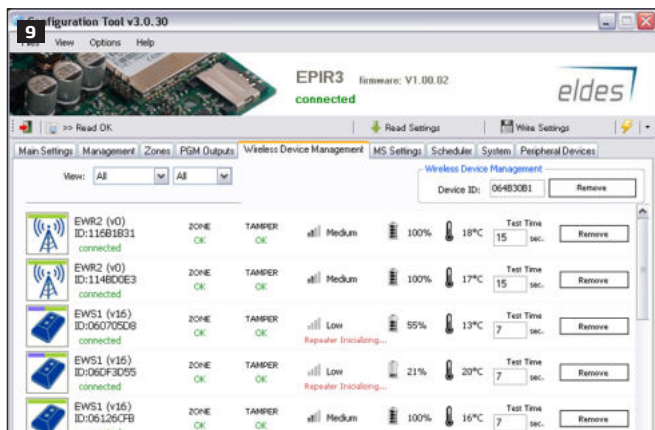 9
Configuration Tool v3.0.30
Files View Options Help
EPIR3 firmware: V1.00.02
connected
eldes
>> Read OK Read Settings Write Settings
Main Settings Management Zones PGM Outputs Wireless Device Management MS Settings Scheduler System Peripheral Devices
View: All All
Wireless Device Management
Device ID: 064B30B1 Remove
EWR2 (v0) ZONE TAMPER Test Time
ID:116B1B31 OK OK Medium 100% 18°C 15 sec. Remove
connected
EWR2 (v0) ZONE TAMPER Test Time
ID:114BD0E3 OK OK Medium 100% 17°C 15 sec. Remove
connected
EWS1 (v16) ZONE TAMPER Test Time
ID:060705D8 OK OK Low 55% 13°C 7 sec. Remove
connected Repeater Inicializing...
EWS1 (v16) ZONE TAMPER Test Time
ID:06DF3D55 OK OK Low 21% 20°C 7 sec. Remove
connected Repeater Inicializing...
EWS1 (v16) ZONE TAMPER Test Time
ID:06126CFB OK OK Medium 100% 16°C 7 sec. Remove